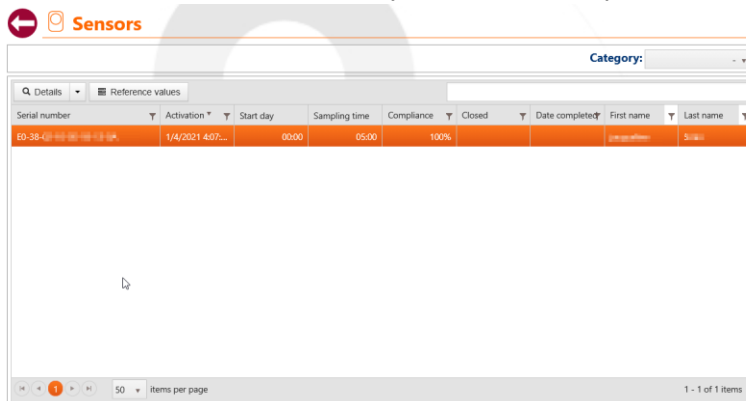 Sensors
Category: -
Details Reference values
Serial number Activation Start day Sampling time Compliance Closed Date completed First name Last name
E0-38- 1/4/2021 4:07:... 00:00 05:00 100%
1 50 items per page 1 - 1 of 1 items